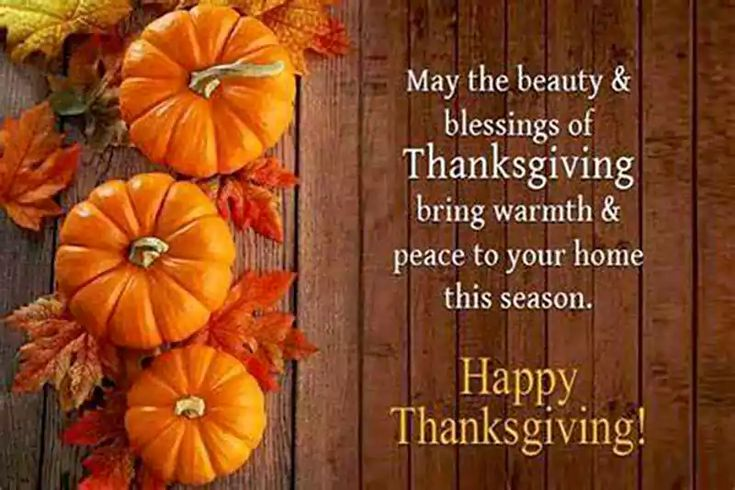 May the beauty &
blessings of
Thanksgiving
bring warmth &
peace to your home
this season.
Happy
Thanksgiving!